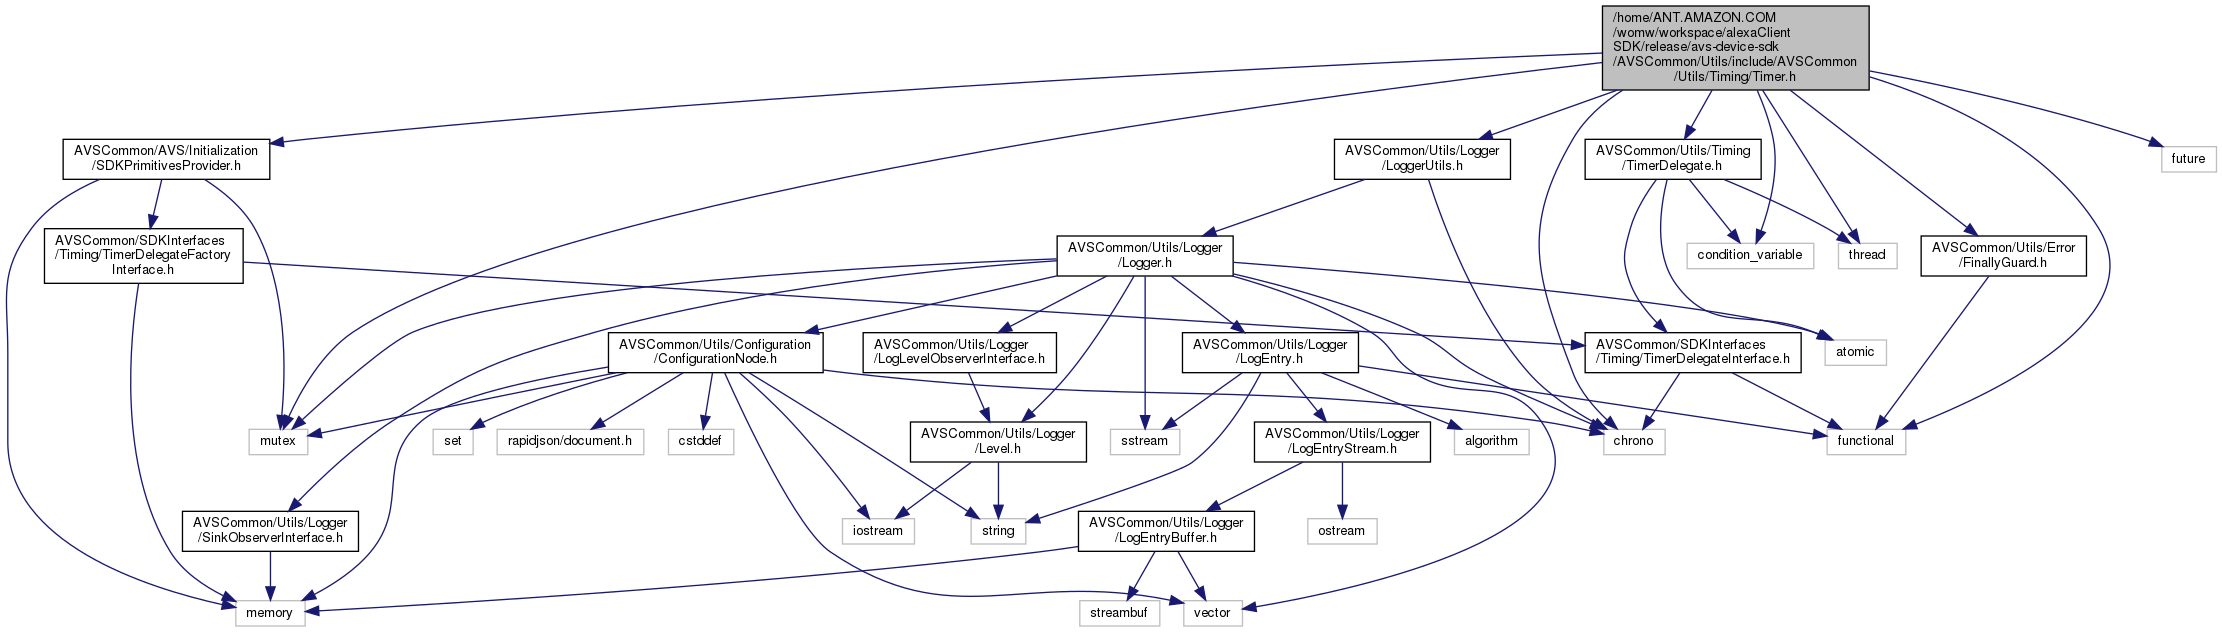 /home/ANT.AMAZON.COM
/womw/workspace/alexaClient
SDK/release/avs-device-sdk
/AVSCommon/Utils/include/AVSCommon
/Utils/Timing/Timer.h
AVSCommon/AVS/Initialization
/SDKPrimitivesProvider.h
AVSCommon/Utils/Logger
/LoggerUtils.h
AVSCommon/Utils/Timing
/TimerDelegate.h
future
AVSCommon/SDKInterfaces
/Timing/TimerDelegateFactory
Interface.h
AVSCommon/Utils/Logger
/Logger.h
condition_variable
thread
AVSCommon/Utils/Error
/FinallyGuard.h
AVSCommon/Utils/Configuration
/ConfigurationNode.h
AVSCommon/Utils/Logger
/LogLevelObserverInterface.h
AVSCommon/Utils/Logger
/LogEntry.h
AVSCommon/SDKInterfaces
/Timing/TimerDelegateInterface.h
atomic
mutex
set
rapidjson/document.h
cstddef
AVSCommon/Utils/Logger
/Level.h
sstream
AVSCommon/Utils/Logger
/LogEntryStream.h
algorithm
chrono
functional
AVSCommon/Utils/Logger
/SinkObserverInterface.h
iostream
string
AVSCommon/Utils/Logger
/LogEntryBuffer.h
ostream
memory
streambuf
vector